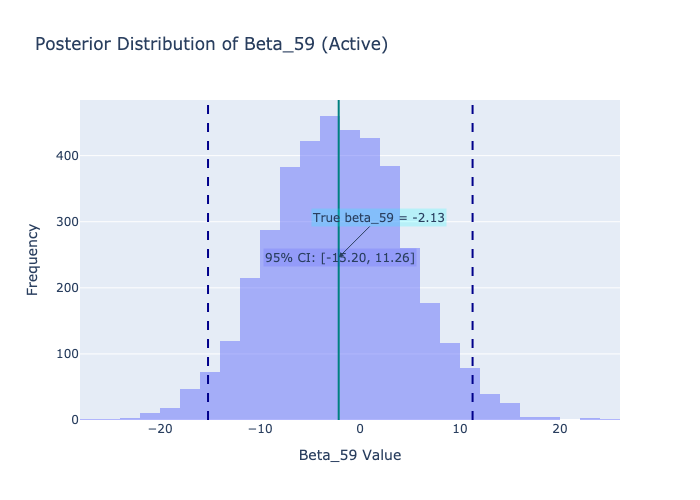 Posterior Distribution of Beta_59 (Active)
Frequency
400
300
200
100
0
True beta_59 = -2.13
95% CI: [-15.20, 11.26]
−20
−10
0
10
20
Beta_59 Value